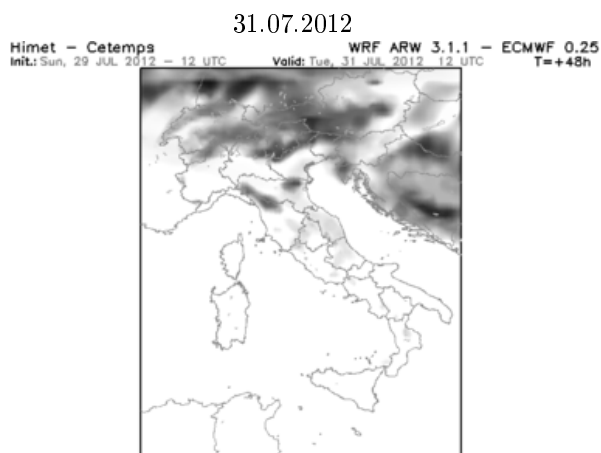 31.07.2012
Himet – Cetemps WRF ARW 3.1.1 – ECMWF 0.25
Init.: Sun, 29 JUL 2012 – 12 UTC Valid: Tue, 31 JUL 2012 12 UTC T=+48h